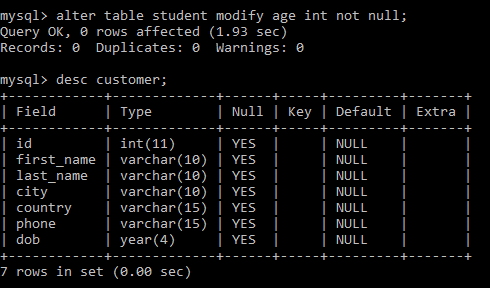 mysql> alter table student modify age int not null;
Query OK, 0 rows affected (1.93 sec)
Records: 0  Duplicates: 0  Warnings: 0

mysql> desc customer;
+------------+-------------+------+-----+---------+-------+
| Field      | Type        | Null | Key | Default | Extra |
+------------+-------------+------+-----+---------+-------+
| id         | int(11)     | YES  |     | NULL    |       |
| first_name | varchar(10) | YES  |     | NULL    |       |
| last_name  | varchar(10) | YES  |     | NULL    |       |
| city       | varchar(10) | YES  |     | NULL    |       |
| country    | varchar(15) | YES  |     | NULL    |       |
| phone      | varchar(15) | YES  |     | NULL    |       |
| dob        | year(4)     | YES  |     | NULL    |       |
+------------+-------------+------+-----+---------+-------+
7 rows in set (0.00 sec)